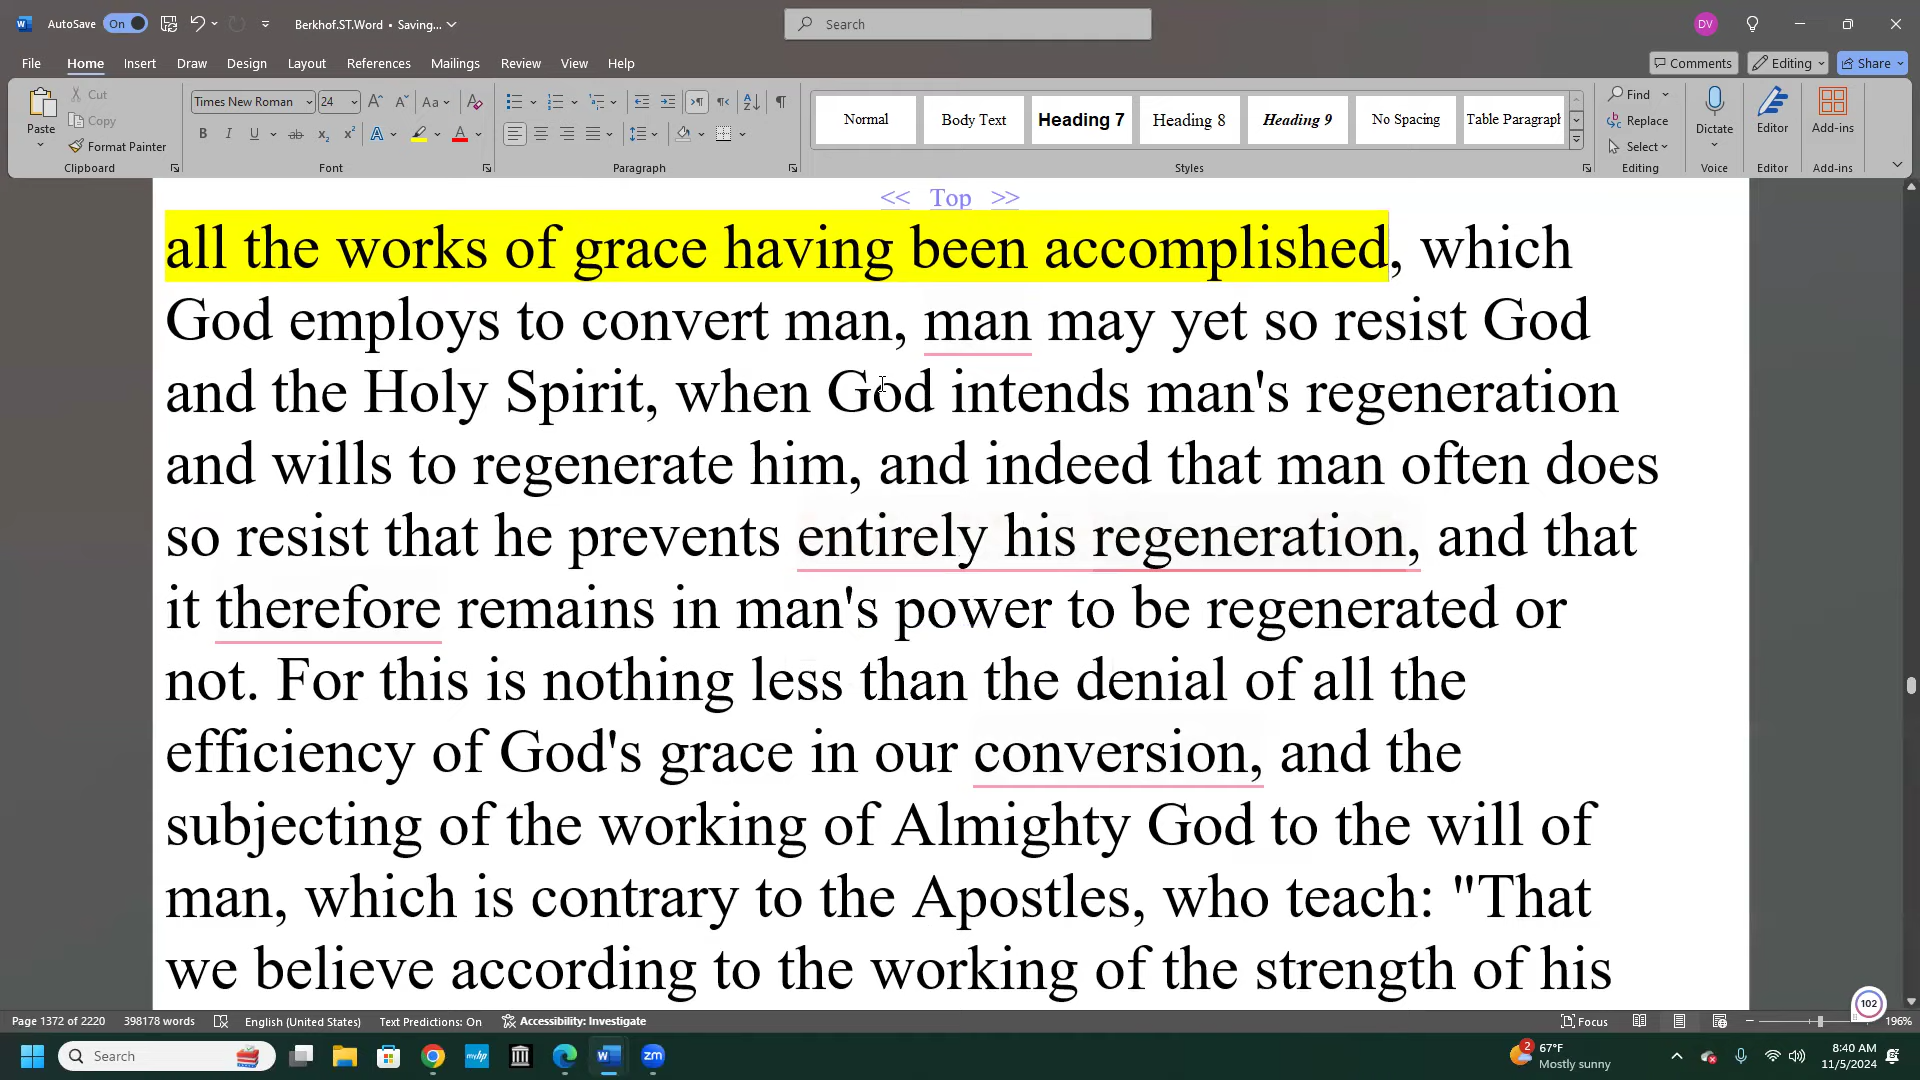 AutoSave On Berkhof.ST.Word • Saving... Search DV
File Home Insert Draw Design Layout References Mailings Review View Help Comments Editing Share
Paste Cut Copy Format Painter Clipboard
Times New Roman 24 Font
Paragraph
Normal Body Text Heading 7 Heading 8 Heading 9 No Spacing Table Paragraph Styles
Find Replace Select Editing
Dictate Voice
Editor Editor
Add-ins Add-ins
<< Top >>
all the works of grace having been accomplished, which
God employs to convert man, man may yet so resist God
and the Holy Spirit, when God intends man's regeneration
and wills to regenerate him, and indeed that man often does
so resist that he prevents entirely his regeneration, and that
it therefore remains in man's power to be regenerated or
not. For this is nothing less than the denial of all the
efficiency of God's grace in our conversion, and the
subjecting of the working of Almighty God to the will of
man, which is contrary to the Apostles, who teach: "That
we believe according to the working of the strength of his
102
Page 1372 of 2220 398178 words English (United States) Text Predictions: On Accessibility: Investigate Focus 196%
Search myhp zm 2 67°F Mostly sunny 8:40 AM 11/5/2024